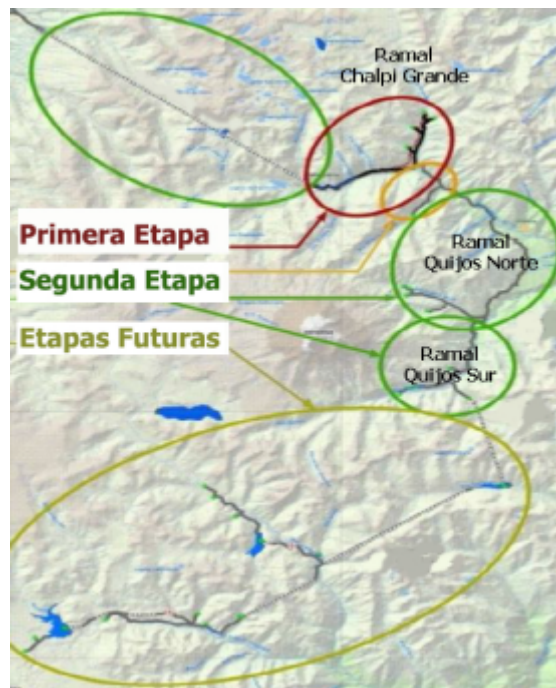 Ramal
Chalpi Grande
Primera Etapa
Ramal
Quijos Norte
Segunda Etapa
Etapas Futuras
Ramal
Quijos Sur